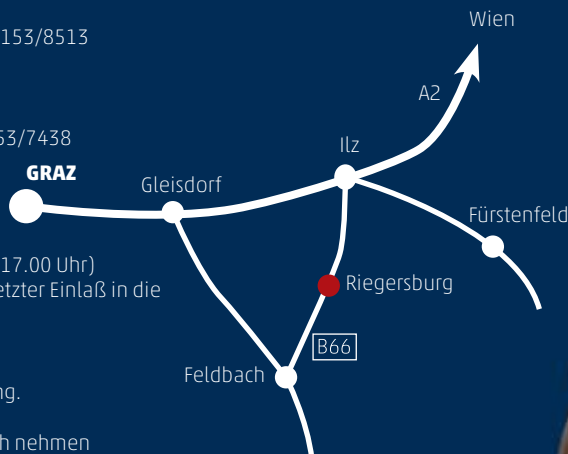 Wien
153/8513
A2
53/7438
Ilz
GRAZ
Gleisdorf
Fürstenfeld
17.00 Uhr)
etzter Einlaß in die
Riegersburg
B66
Feldbach
ng.
h nehmen